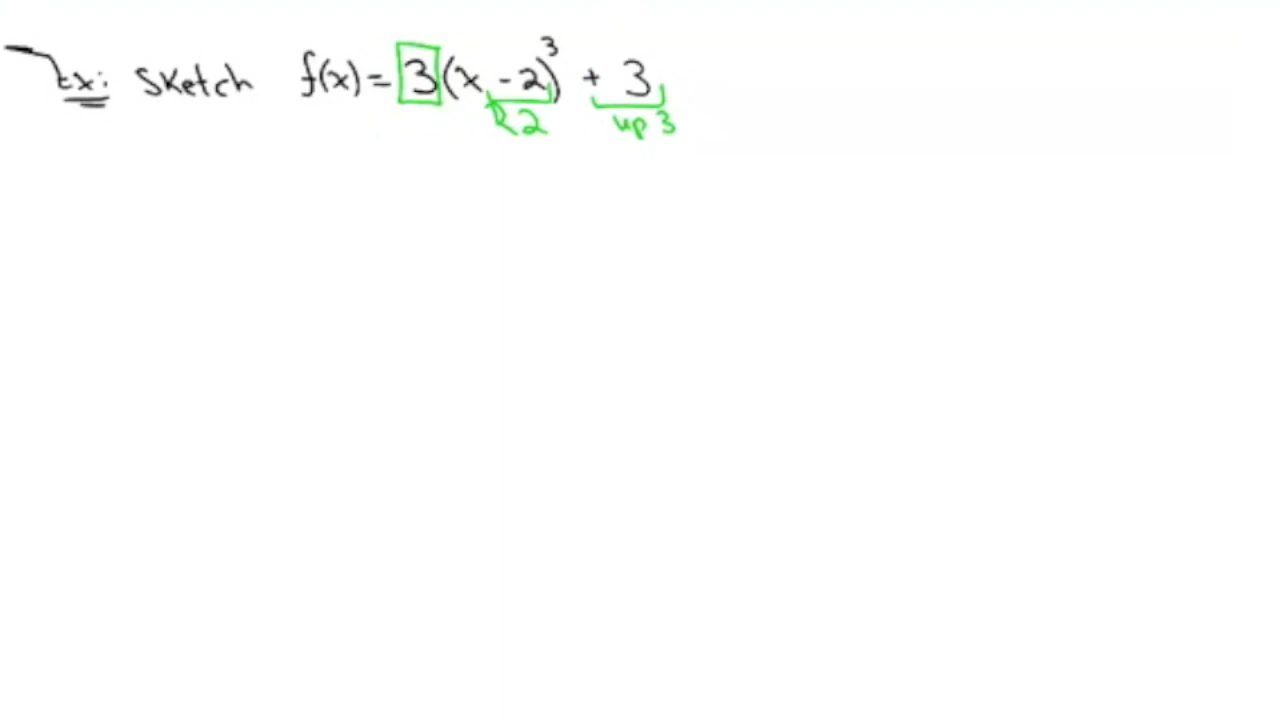 Ex: Sketch f(x) = 3(x - 2)³ + 3
R2 up 3